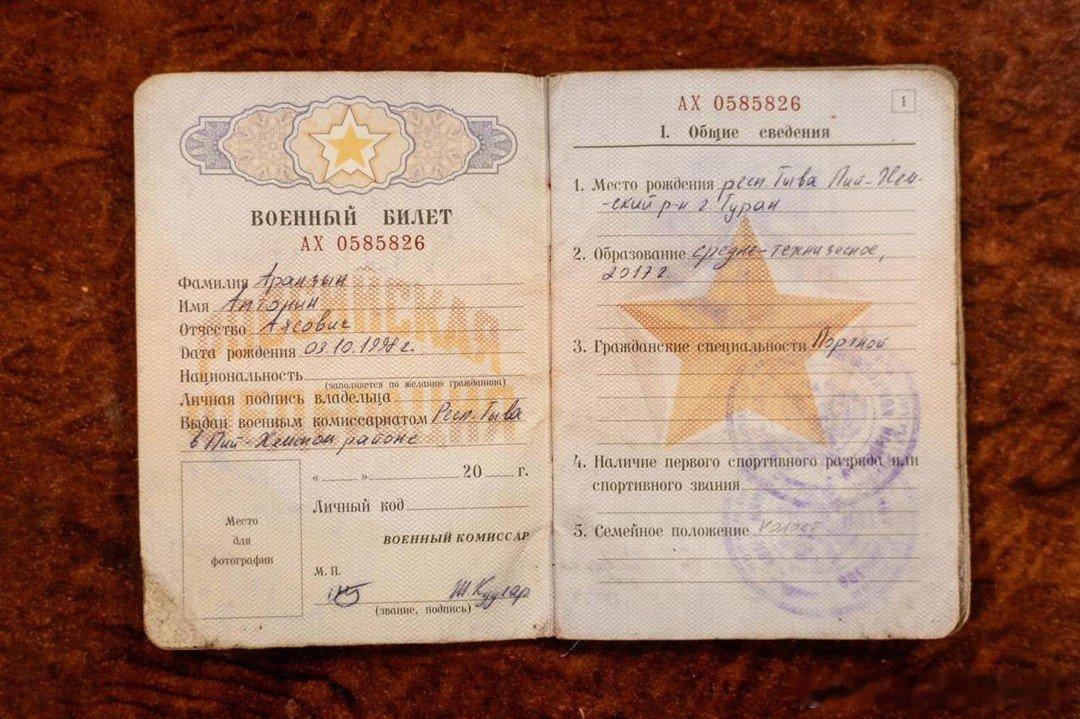 ВОЕННЫЙ БИЛЕТ
АХ 0585826
Фамилия Аранчын
Имя Антонин
Отчество Аясович
Дата рождения 03.10.1998 г.
Национальность
(заполняется по желанию гражданина)
Личная подпись владельца
Выдан военным комиссариатом Респ. Тыва
в Пий-Хемском районе
Место
для
фотографии
« » 20 г.
Личный код
ВОЕННЫЙ КОМИССАР
М. П.
Ш Куулар
(звание, подпись)
АХ 0585826
1
I. Общие сведения
1. Место рождения респ. Тыва Пий-Хем-
-ский р-н г. Туран
2. Образование средне-техническое,
2017 г.
3. Гражданские специальности Портной
4. Наличие первого спортивного разряда или
спортивного звания
5. Семейное положение холост